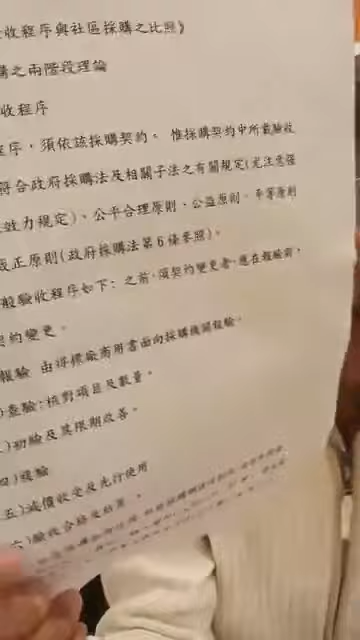 收程序與社區採購之比照》
購之兩階段理論
收程序
程序，須依該採購契約。惟採購契約中所載驗收
符合政府採購法及相關子法之有關規定(尤注意強
效力規定)、公平合理原則、公益原則、平等原則
正原則(政府採購法第6條參照)。
般驗收程序如下：之前，須契約變更者，應在報驗前，
契約變更。
報驗 由得標廠商用書面向採購機關報驗。
)查驗：核對項目及數量。
)初驗及其限期改善。
四)複驗
五)減價收受及先行使用
六)驗收合格及結算。